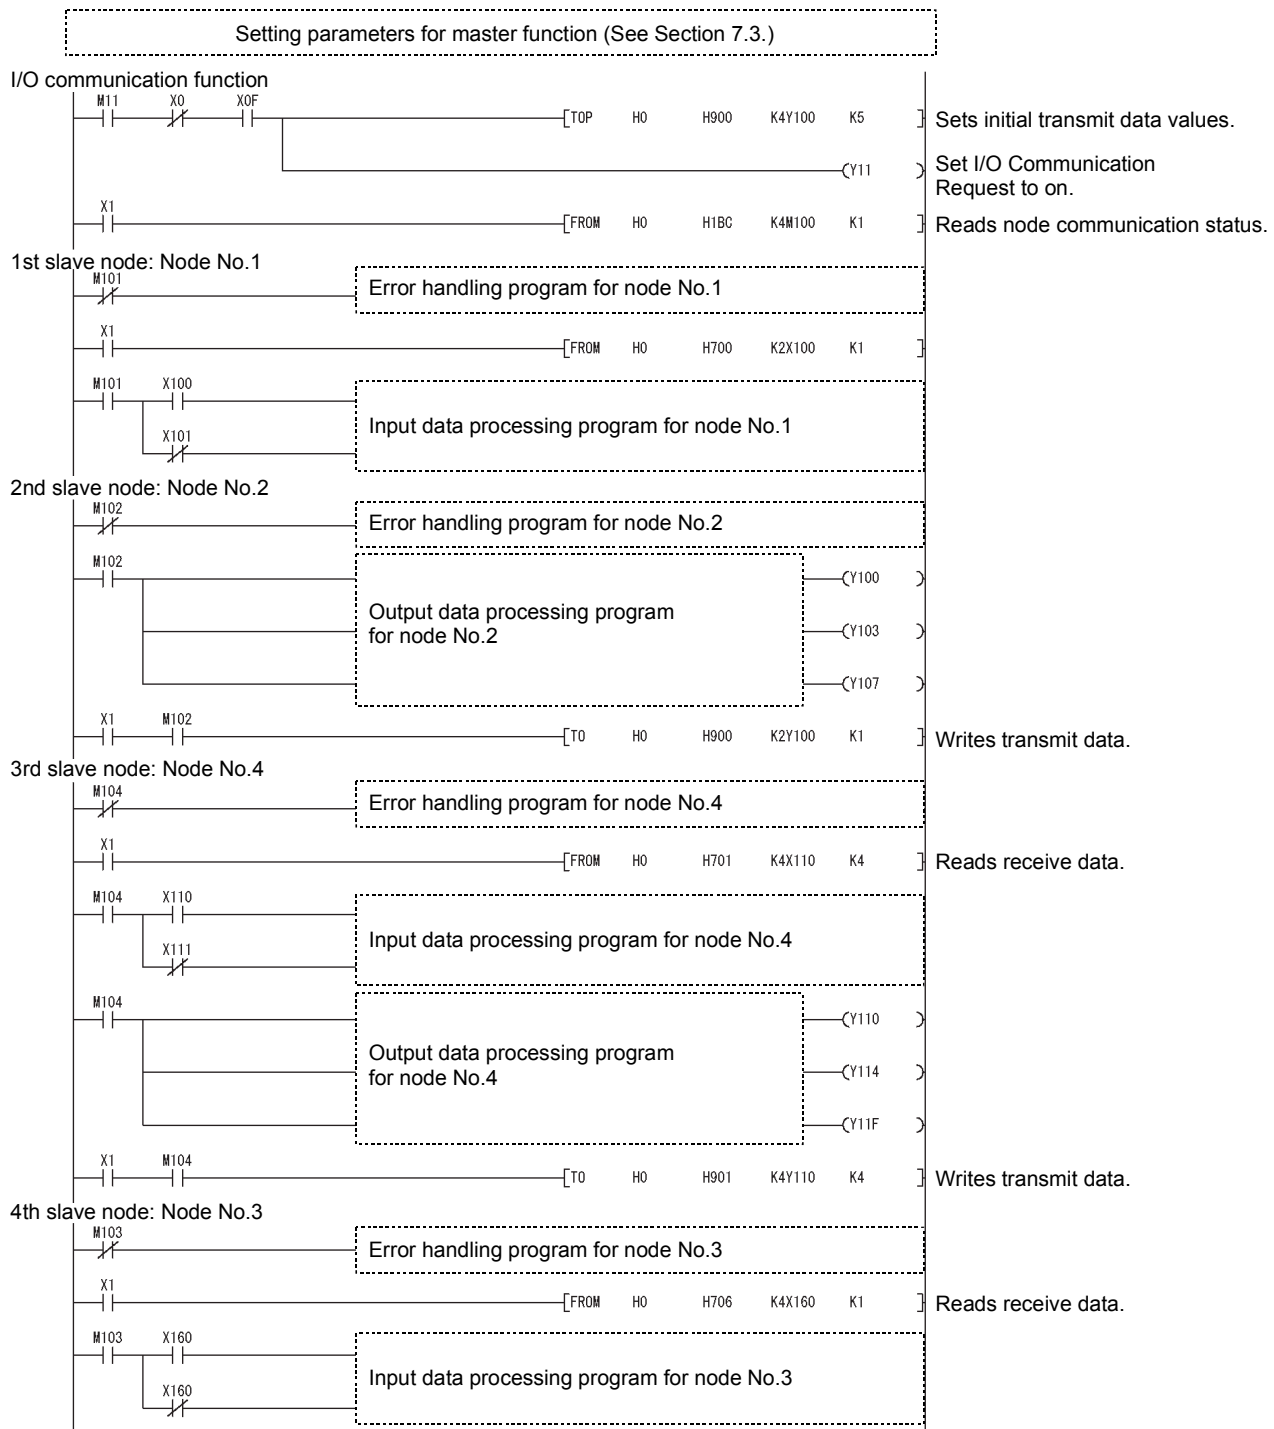 Setting parameters for master function (See Section 7.3.)
I/O communication function
M11 X0 X0F
[TOP H0 H900 K4Y100 K5 ] Sets initial transmit data values.
(Y11 ) Set I/O Communication
Request to on.
X1
[FROM H0 H1BC K4M100 K1 ] Reads node communication status.
1st slave node: Node No.1
M101
Error handling program for node No.1
X1
[FROM H0 H700 K2X100 K1 ]
M101 X100
Input data processing program for node No.1
X101
2nd slave node: Node No.2
M102
Error handling program for node No.2
M102
(Y100 )
Output data processing program
for node No.2
(Y103 )
(Y107 )
X1 M102
[TO H0 H900 K2Y100 K1 ] Writes transmit data.
3rd slave node: Node No.4
M104
Error handling program for node No.4
X1
[FROM H0 H701 K4X110 K4 ] Reads receive data.
M104 X110
Input data processing program for node No.4
X111
M104
(Y110 )
Output data processing program
for node No.4
(Y114 )
(Y11F )
X1 M104
[TO H0 H901 K4Y110 K4 ] Writes transmit data.
4th slave node: Node No.3
M103
Error handling program for node No.3
X1
[FROM H0 H706 K4X160 K1 ] Reads receive data.
M103 X160
Input data processing program for node No.3
X160